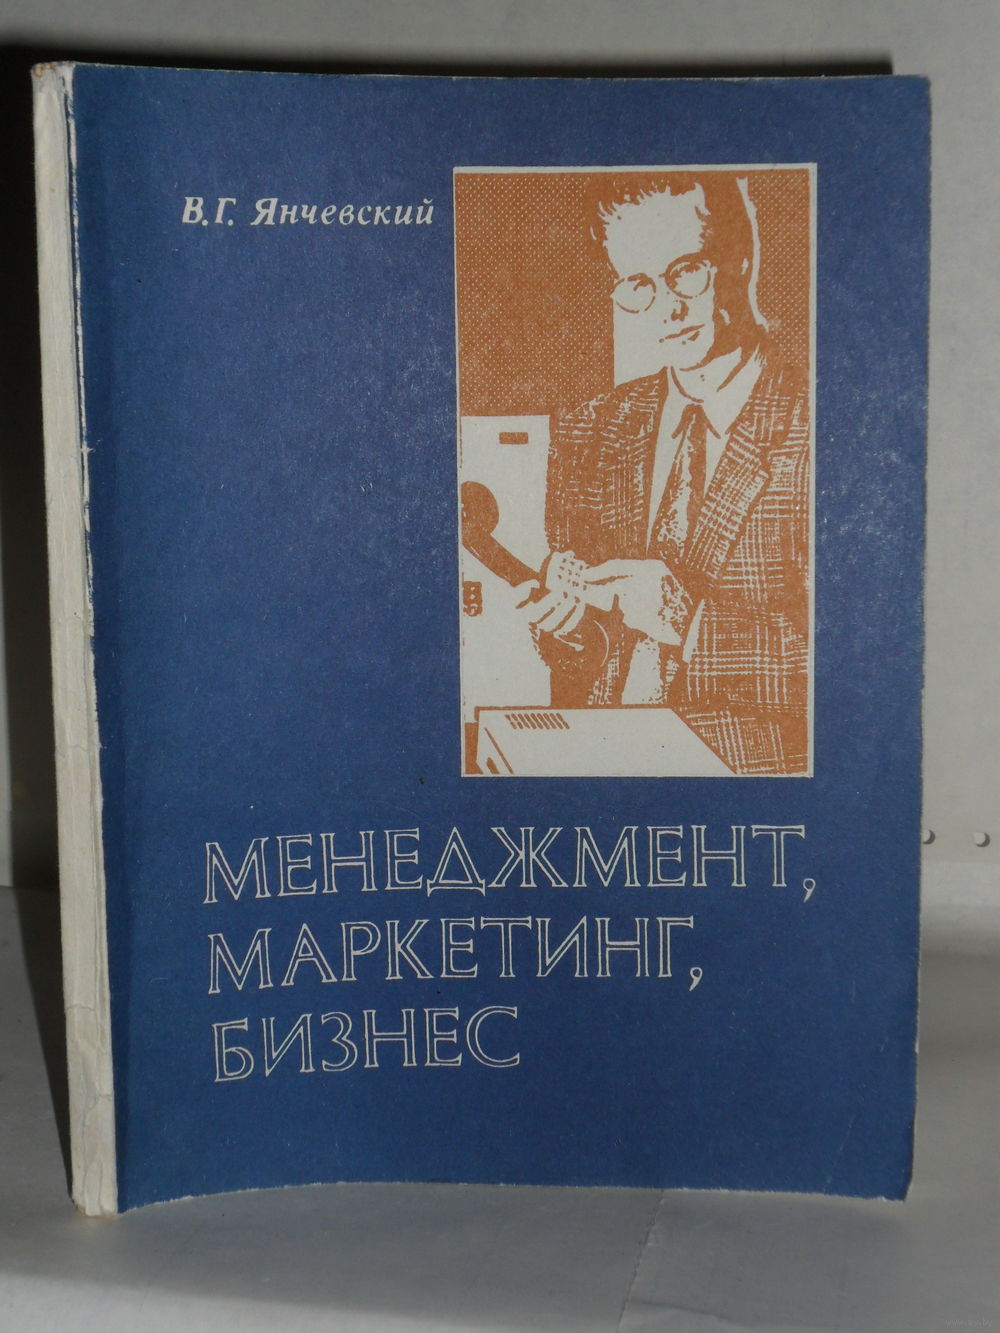 В.Г. Янчевский
МЕНЕДЖМЕНТ,
МАРКЕТИНГ,
БИЗНЕС